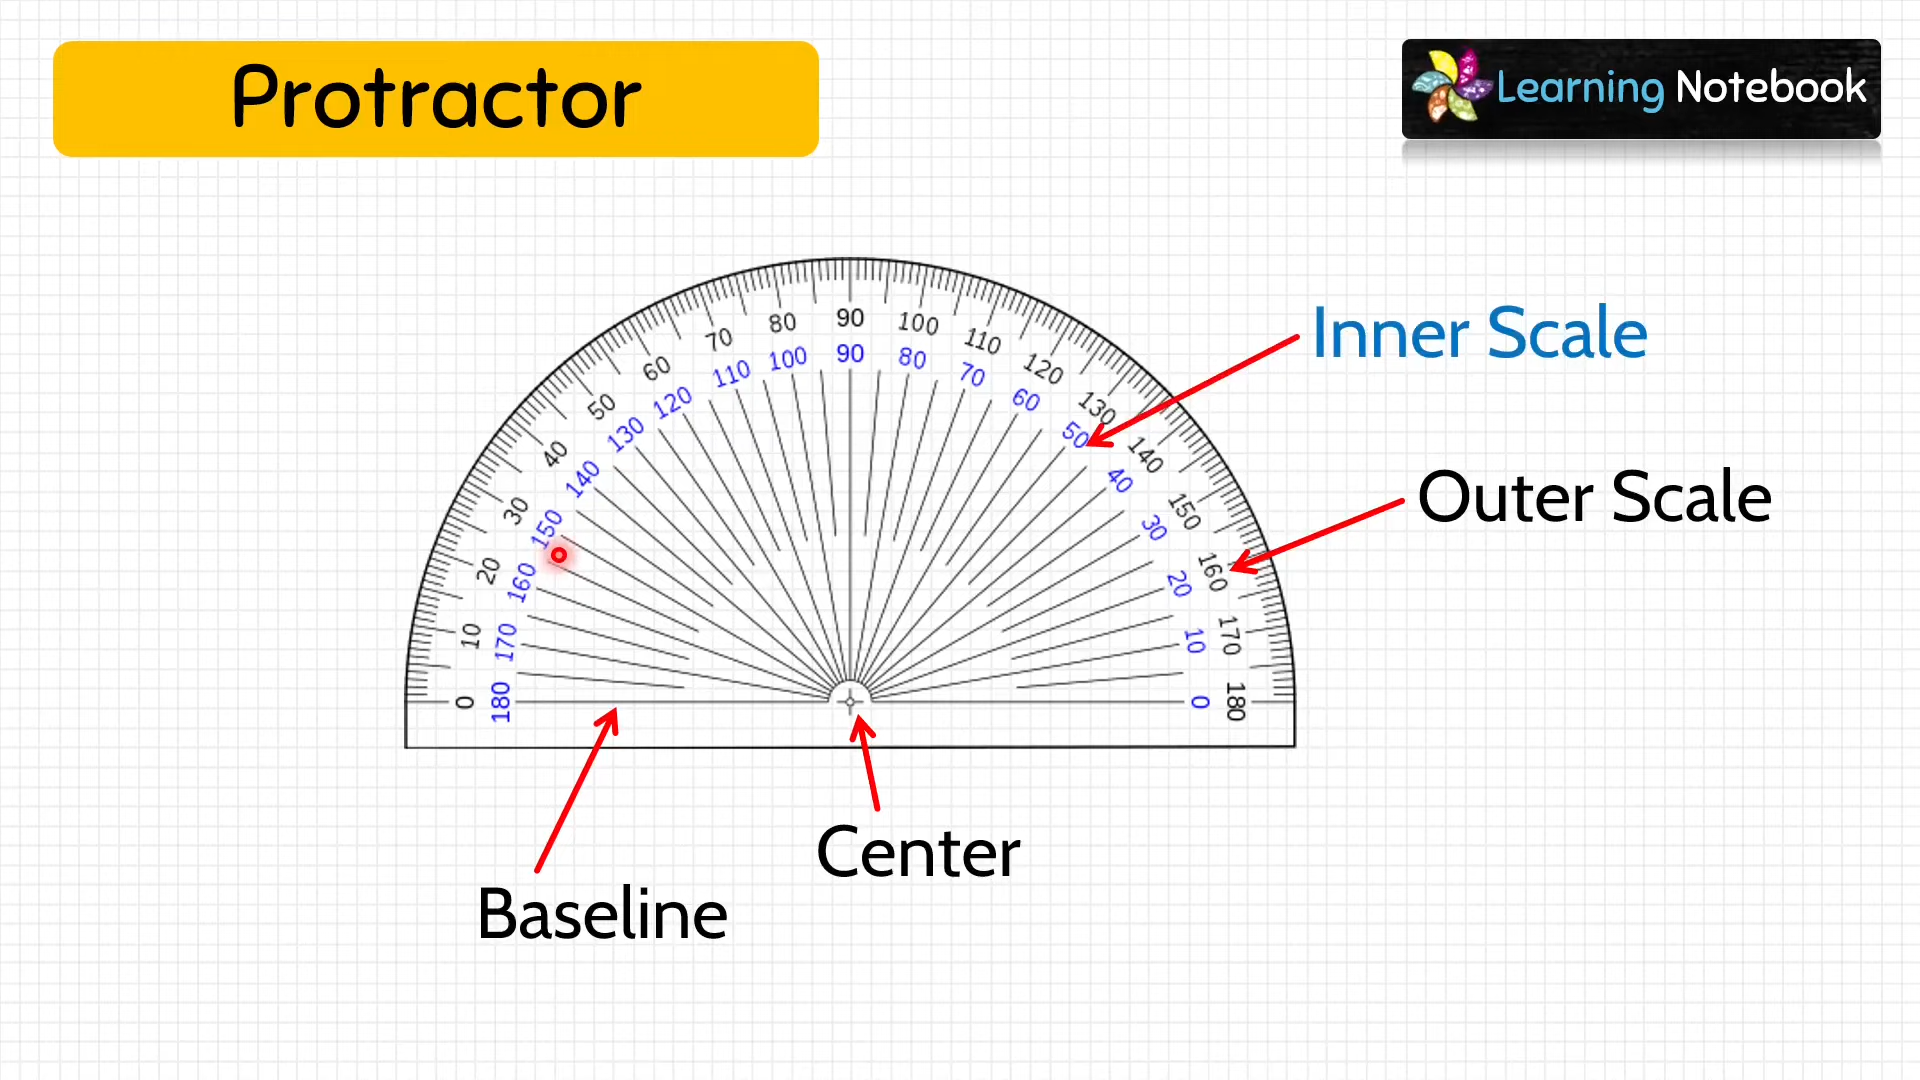 Protractor
Learning Notebook
0 10 20 30 40 50 60 70 80 90 100 110 120 130 140 150 160 170 180
180 170 160 150 140 130 120 110 100 90 80 70 60 50 40 30 20 10 0
Inner Scale
Outer Scale
Center
Baseline